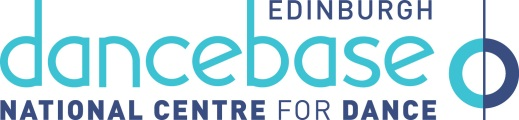 EDINBURGH
dancebase
NATIONAL CENTRE FOR DANCE